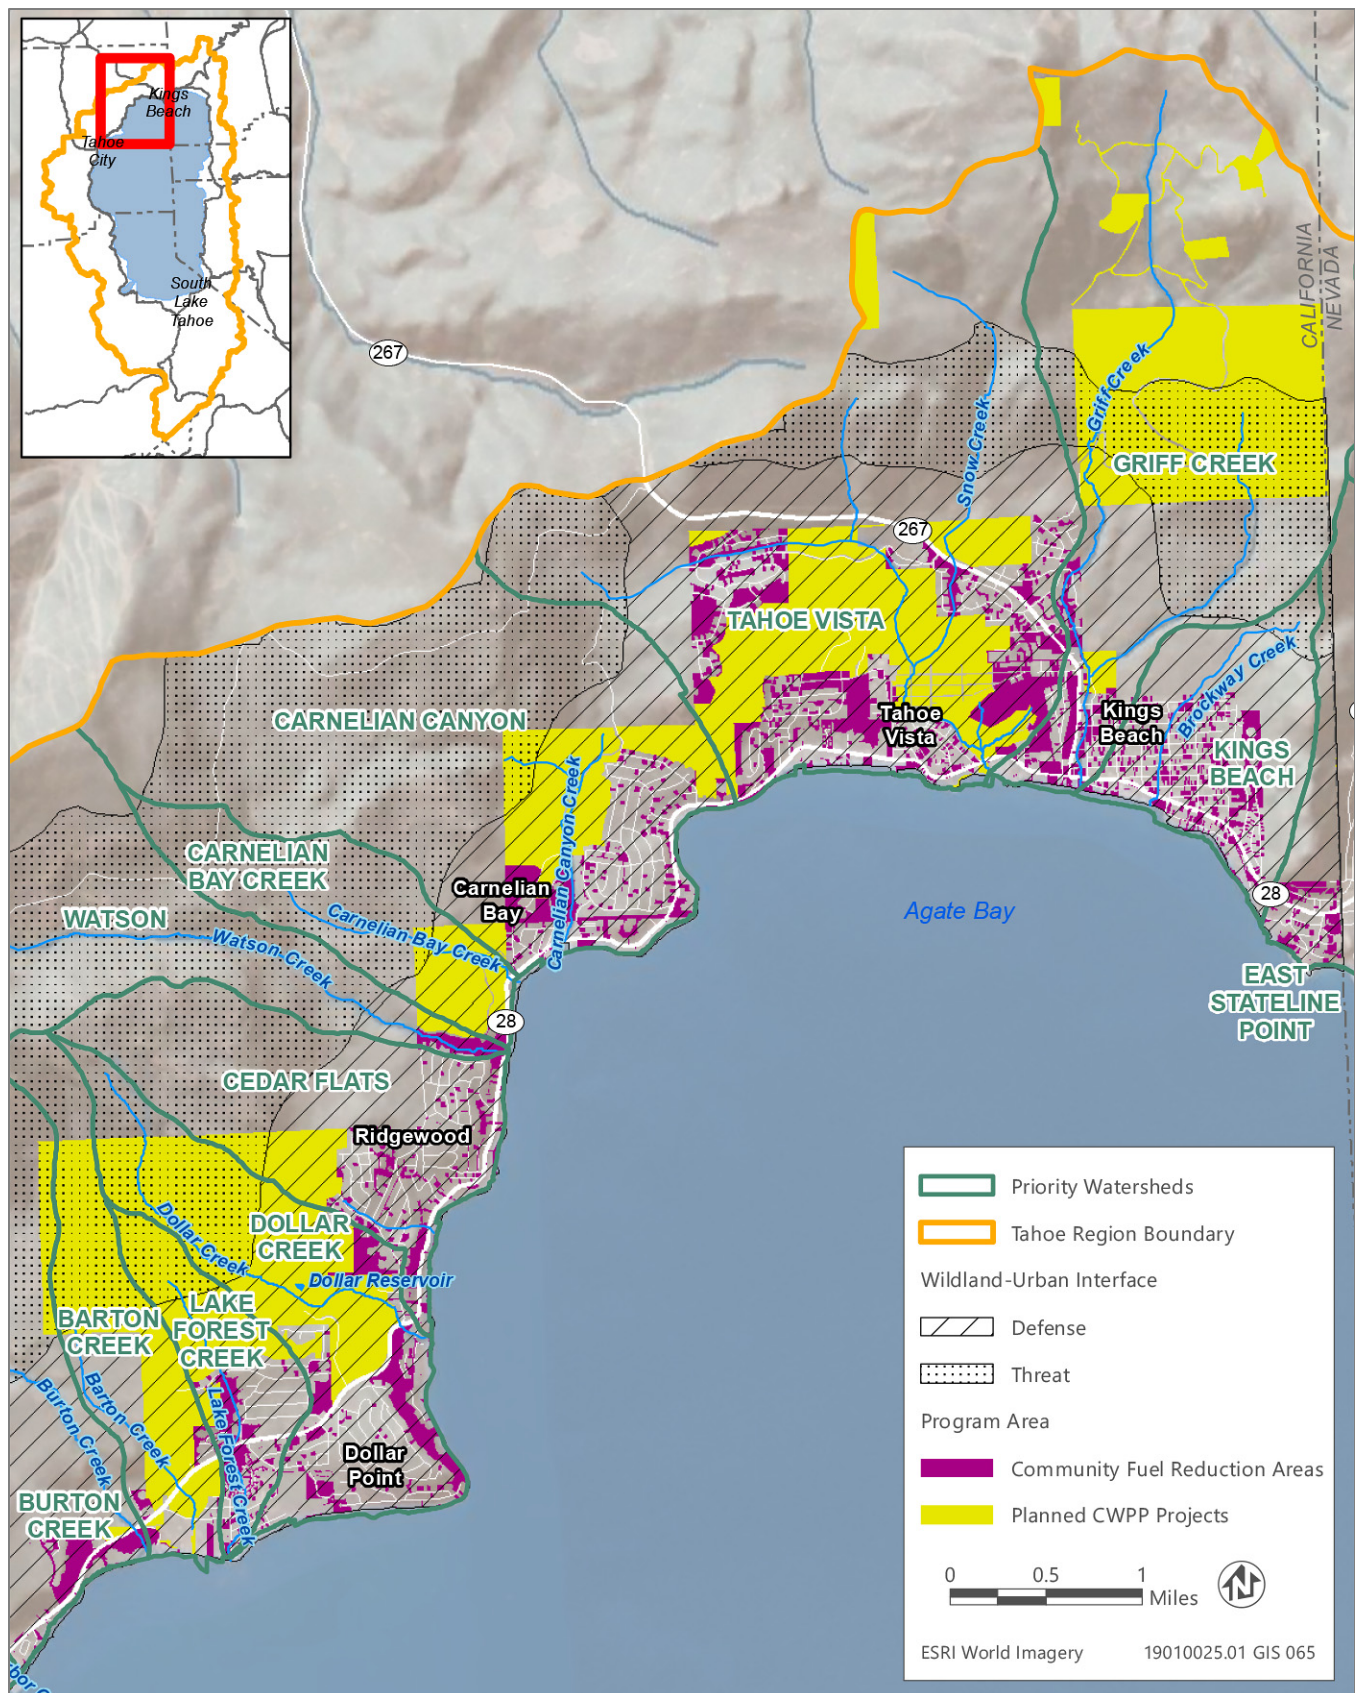 Kings
Beach
Tahoe
City
South
Lake
Tahoe
267
CALIFORNIA
NEVADA
Griff Creek
Snow Creek
GRIFF CREEK
267
TAHOE VISTA
Brockway Creek
CARNELIAN CANYON
Tahoe
Vista
Kings
Beach
KINGS
BEACH
Carnelian Canyon Creek
CARNELIAN
BAY CREEK
Carnelian
Bay
28
WATSON
Carnelian Bay Creek
Agate Bay
Watson Creek
EAST
STATELINE
POINT
28
CEDAR FLATS
Ridgewood
DOLLAR
CREEK
Dollar Creek
Dollar Reservoir
LAKE
FOREST
CREEK
BARTON
CREEK
Burton Creek
Barton Creek
Lake Forest Creek
Dollar
Point
BURTON
CREEK
Priority Watersheds
Tahoe Region Boundary
Wildland-Urban Interface
Defense
Threat
Program Area
Community Fuel Reduction Areas
Planned CWPP Projects
0 0.5 1
Miles
N
ESRI World Imagery 19010025.01 GIS 065